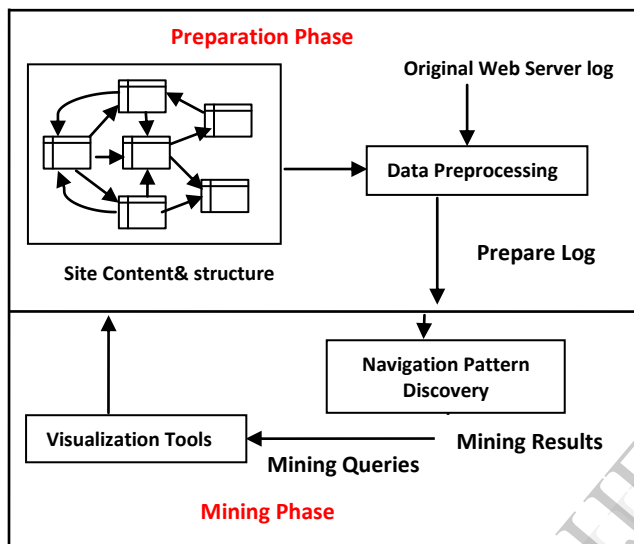 Preparation Phase
Original Web Server log
Data Preprocessing
Site Content& structure
Prepare Log
Navigation Pattern
Discovery
Visualization Tools
Mining Results
Mining Queries
Mining Phase